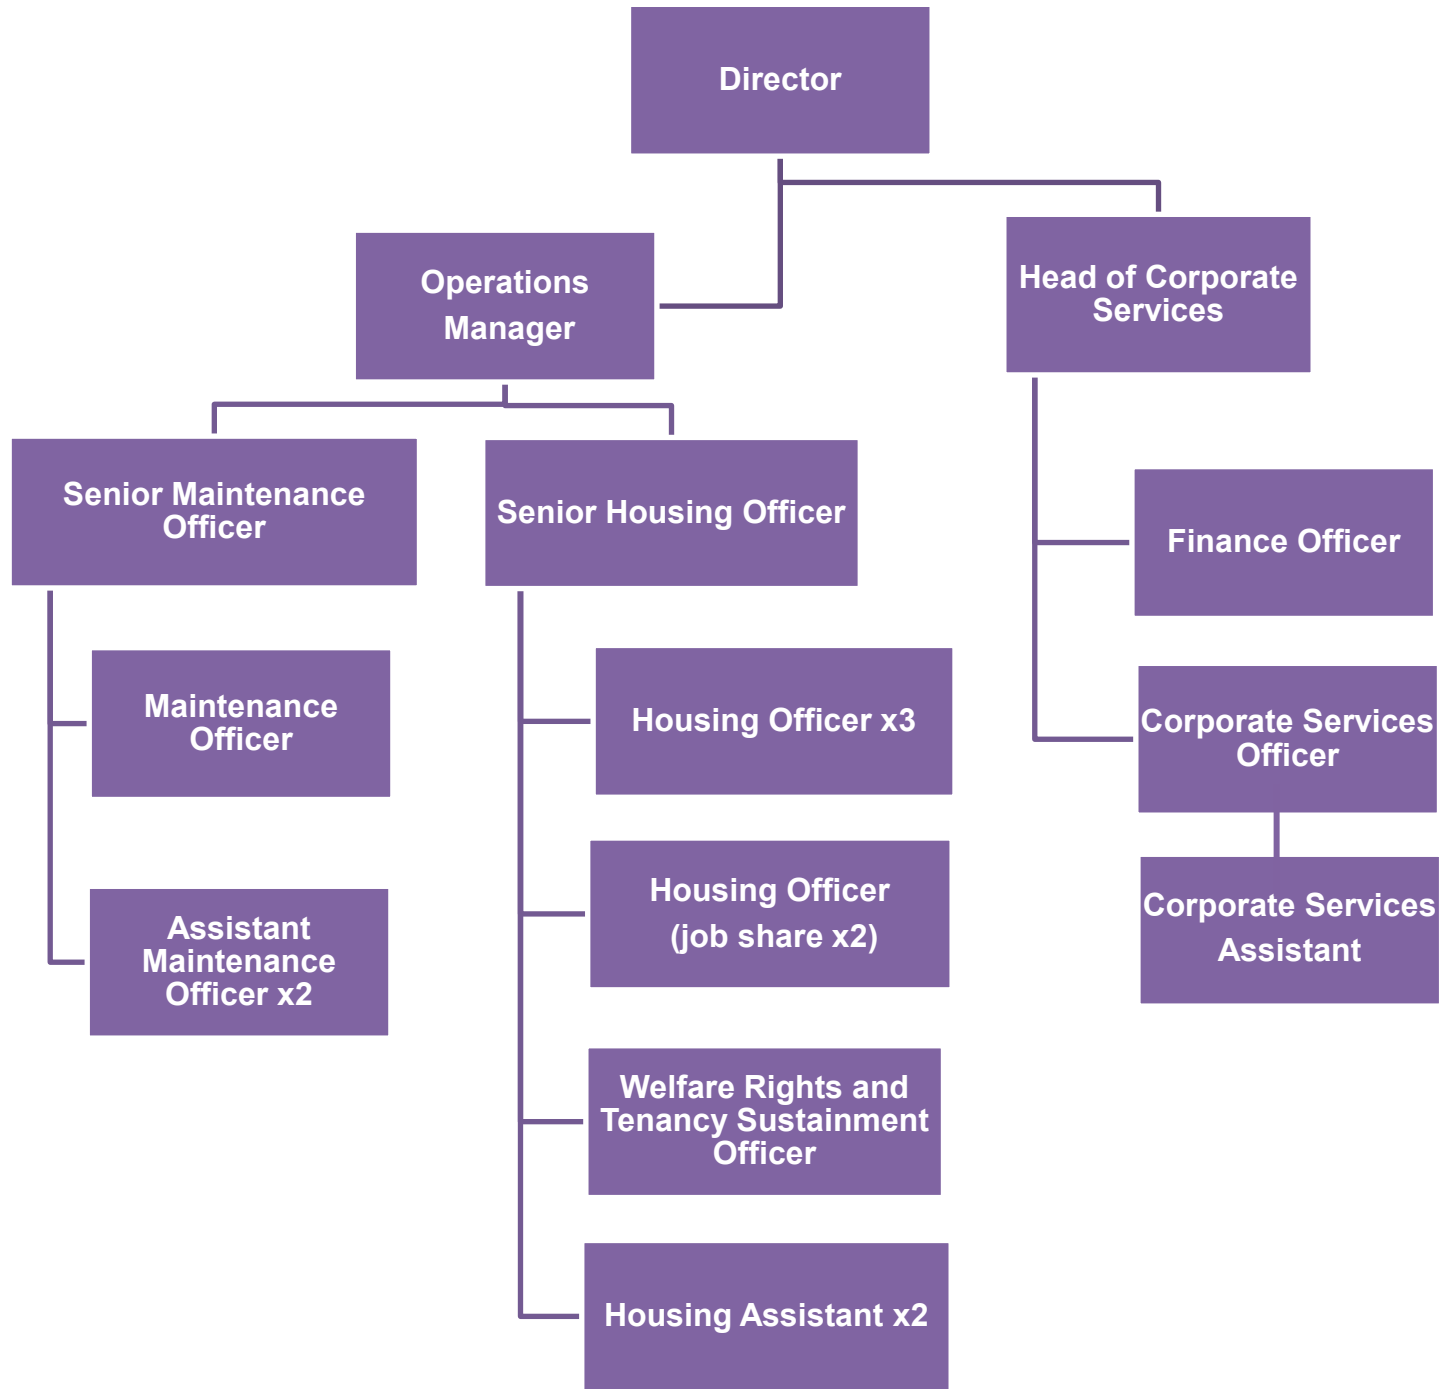 Director
Operations
Manager
Head of Corporate
Services
Senior Maintenance
Officer
Senior Housing Officer
Finance Officer
Maintenance
Officer
Housing Officer x3
Corporate Services
Officer
Assistant
Maintenance
Officer x2
Housing Officer
(job share x2)
Corporate Services
Assistant
Welfare Rights and
Tenancy Sustainment
Officer
Housing Assistant x2